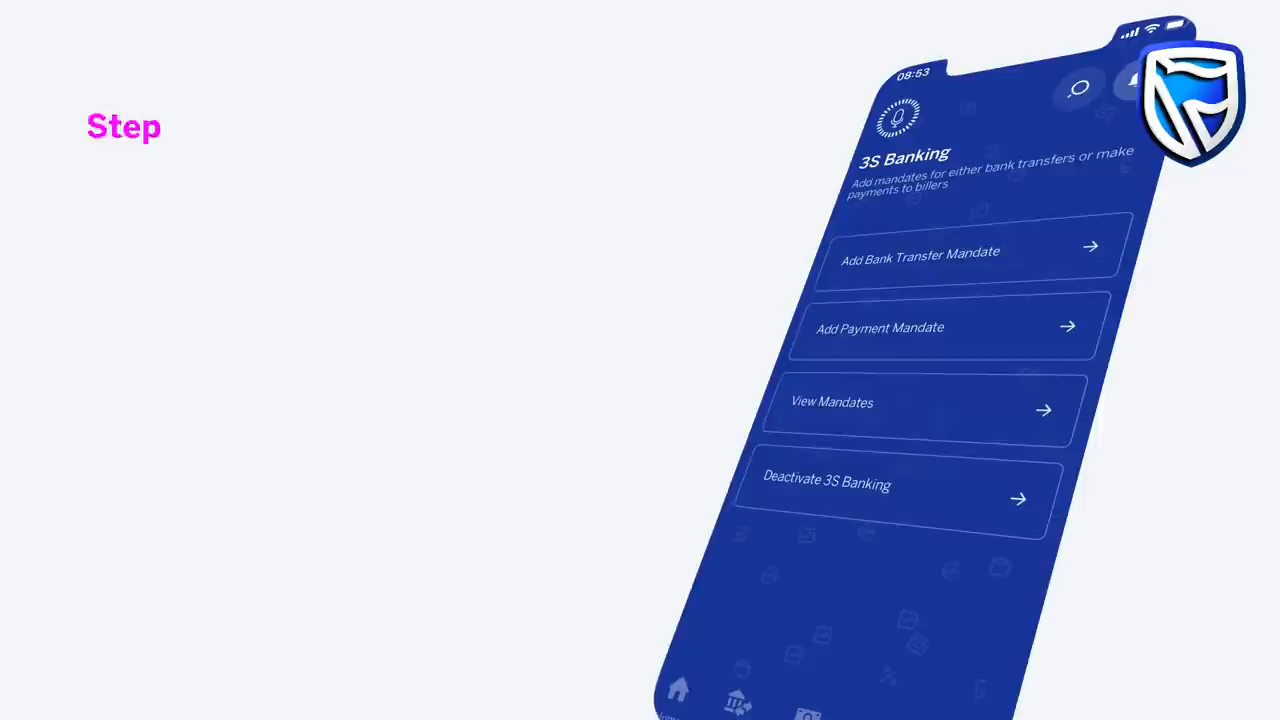 Step
08:53
3S Banking
Add mandates for either bank transfers or make
payments to billers
Add Bank Transfer Mandate
Add Payment Mandate
View Mandates
Deactivate 3S Banking